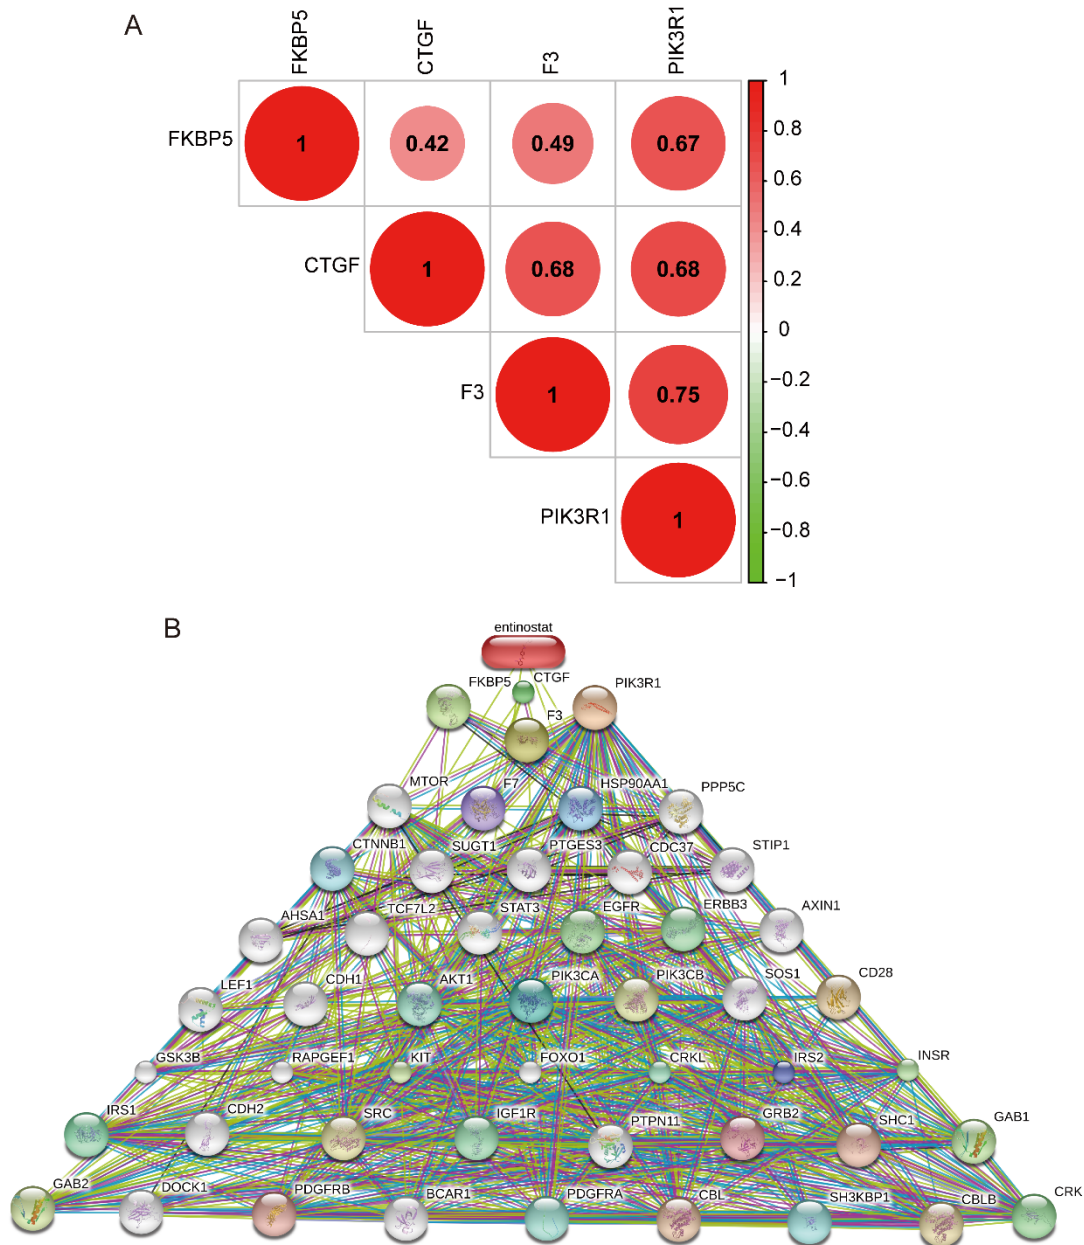 A
FKBP5
CTGF
F3
PIK3R1
FKBP5
1
0.42
0.49
0.67
CTGF
1
0.68
0.68
F3
1
0.75
PIK3R1
1
1
0.8
0.6
0.4
0.2
0
−0.2
−0.4
−0.6
−0.8
−1
B
entinostat
FKBP5
CTGF
PIK3R1
F3
MTOR
F7
HSP90AA1
PPP5C
CTNNB1
SUGT1
PTGES3
CDC37
STIP1
AHSA1
TCF7L2
STAT3
EGFR
ERBB3
AXIN1
LEF1
CDH1
AKT1
PIK3CA
PIK3CB
SOS1
CD28
GSK3B
RAPGEF1
KIT
FOXO1
CRKL
IRS2
INSR
IRS1
CDH2
SRC
IGF1R
PTPN11
GRB2
SHC1
GAB1
GAB2
DOCK1
PDGFRB
BCAR1
PDGFRA
CBL
SH3KBP1
CBLB
CRK